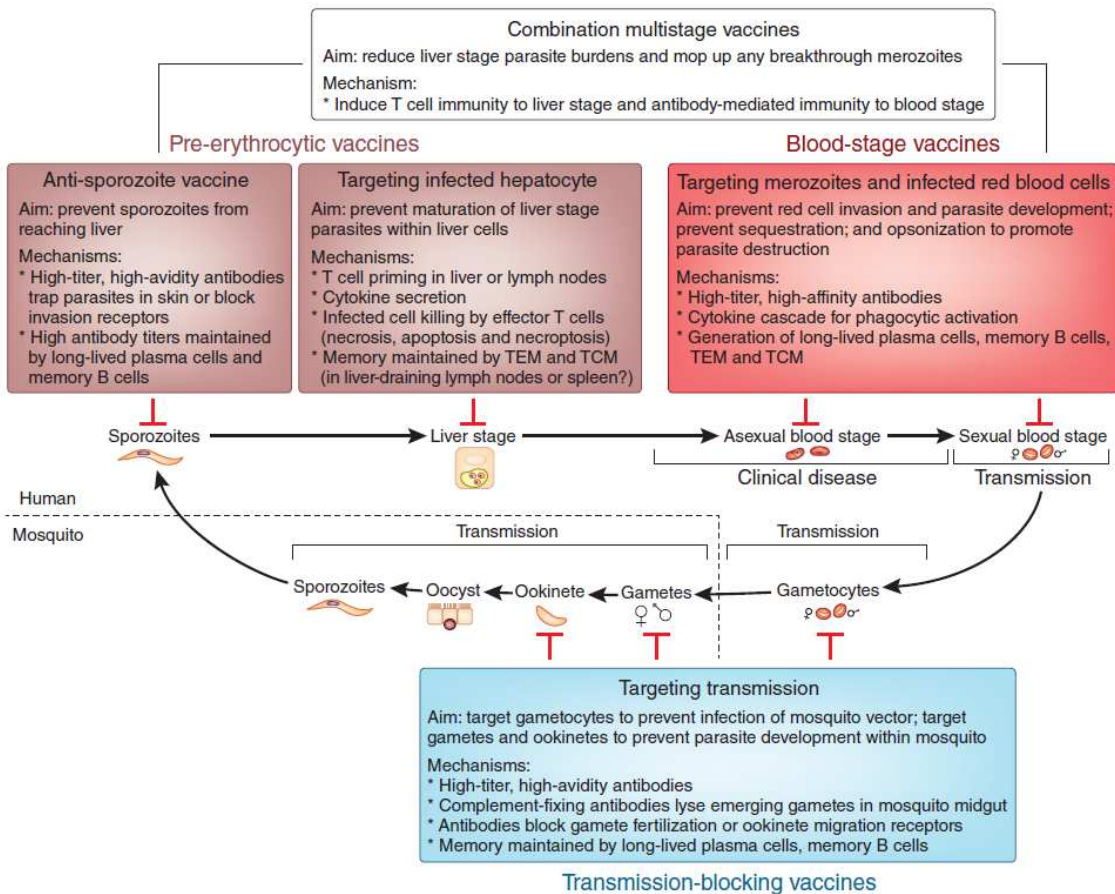 Combination multistage vaccines
Aim: reduce liver stage parasite burdens and mop up any breakthrough merozoites
Mechanism:
* Induce T cell immunity to liver stage and antibody-mediated immunity to blood stage
Pre-erythrocytic vaccines
Blood-stage vaccines
Anti-sporozoite vaccine
Aim: prevent sporozoites from
reaching liver
Mechanisms:
* High-titer, high-avidity antibodies
trap parasites in skin or block
invasion receptors
* High antibody titers maintained
by long-lived plasma cells and
memory B cells
Targeting infected hepatocyte
Aim: prevent maturation of liver stage
parasites within liver cells
Mechanisms:
* T cell priming in liver or lymph nodes
* Cytokine secretion
* Infected cell killing by effector T cells
(necrosis, apoptosis and necroptosis)
* Memory maintained by TEM and TCM
(in liver-draining lymph nodes or spleen?)
Targeting merozoites and infected red blood cells
Aim: prevent red cell invasion and parasite development;
prevent sequestration; and opsonization to promote
parasite destruction
Mechanisms:
* High-titer, high-affinity antibodies
* Cytokine cascade for phagocytic activation
* Generation of long-lived plasma cells, memory B cells,
TEM and TCM
Sporozoites
Liver stage
Asexual blood stage
Sexual blood stage
♀ ♂
Clinical disease
Transmission
Human
Mosquito
Transmission
Transmission
Sporozoites
Oocyst
Ookinete
Gametes
Gametocytes
♀ ♂
♀ ♂
Targeting transmission
Aim: target gametocytes to prevent infection of mosquito vector; target
gametes and ookinetes to prevent parasite development within mosquito
Mechanisms:
* High-titer, high-avidity antibodies
* Complement-fixing antibodies lyse emerging gametes in mosquito midgut
* Antibodies block gamete fertilization or ookinete migration receptors
* Memory maintained by long-lived plasma cells, memory B cells
Transmission-blocking vaccines